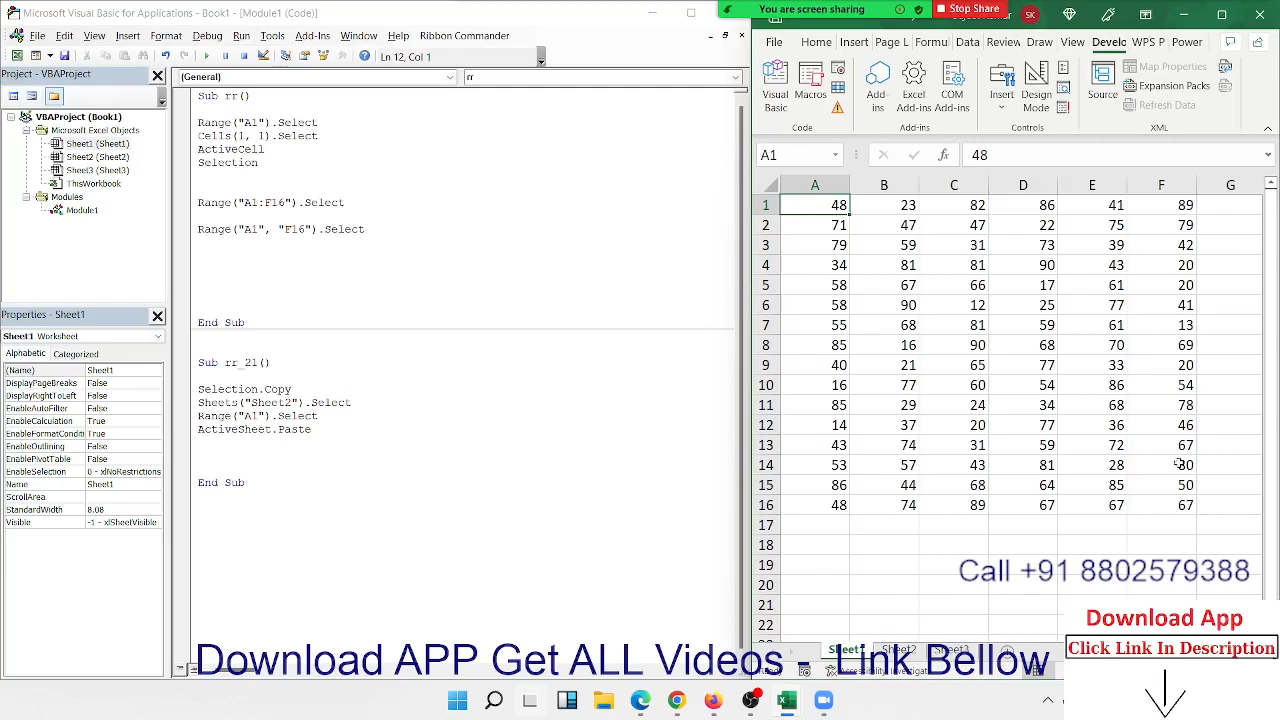 Microsoft Visual Basic for Applications - Book1 - [Module1 (Code)]
You are screen sharing
Stop Share
SK
File Edit View Insert Format Debug Run Tools Add-Ins Window Help Ribbon Commander
Ln 12, Col 1
File Home Insert Page L Formul Data Review View Develo WPS P Power
Visual Basic
Macros
Add-ins
Excel Add-ins
COM Add-ins
Insert
Design Mode
Source
Map Properties
Expansion Packs
Refresh Data
Code
Add-ins
Controls
XML
Project - VBAProject
(General)
rr
VBAProject (Book1)
Microsoft Excel Objects
Sheet1 (Sheet1)
Sheet2 (Sheet2)
Sheet3 (Sheet3)
ThisWorkbook
Modules
Module1
Properties - Sheet1
Sheet1 Worksheet
Alphabetic Categorized
(Name) Sheet1
DisplayPageBreaks False
DisplayRightToLeft False
EnableAutoFilter False
EnableCalculation True
EnableFormatConditi True
EnableOutlining False
EnablePivotTable False
EnableSelection 0 - xlNoRestrictions
Name Sheet1
ScrollArea
StandardWidth 8.08
Visible -1 - xlSheetVisible
Sub rr()
Range("A1").Select
Cells(1, 1).Select
ActiveCell
Selection
Range("A1:F16").Select
Range("A1", "F16").Select
End Sub
Sub rr_21()
Selection.Copy
Sheets("Sheet2").Select
Range("A1").Select
ActiveSheet.Paste
End Sub
A1 fx 48
A B C D E F G
1 48 23 82 86 41 89
2 71 47 47 22 75 79
3 79 59 31 73 39 42
4 34 81 81 90 43 20
5 58 67 66 17 61 20
6 58 90 12 25 77 41
7 55 68 81 59 61 13
8 85 16 90 68 70 69
9 40 21 65 77 33 20
10 16 77 60 54 86 54
11 85 29 24 34 68 78
12 14 37 20 77 36 46
13 43 74 31 59 72 67
14 53 57 43 81 28 80
15 86 44 68 64 85 50
16 48 74 89 67 67 67
17
18
19
20
21
22
Call +91 8802579388
Download App
Click Link In Description
Sheet1 Sheet2 Sheet3
Download APP Get ALL Videos - Link Bellow